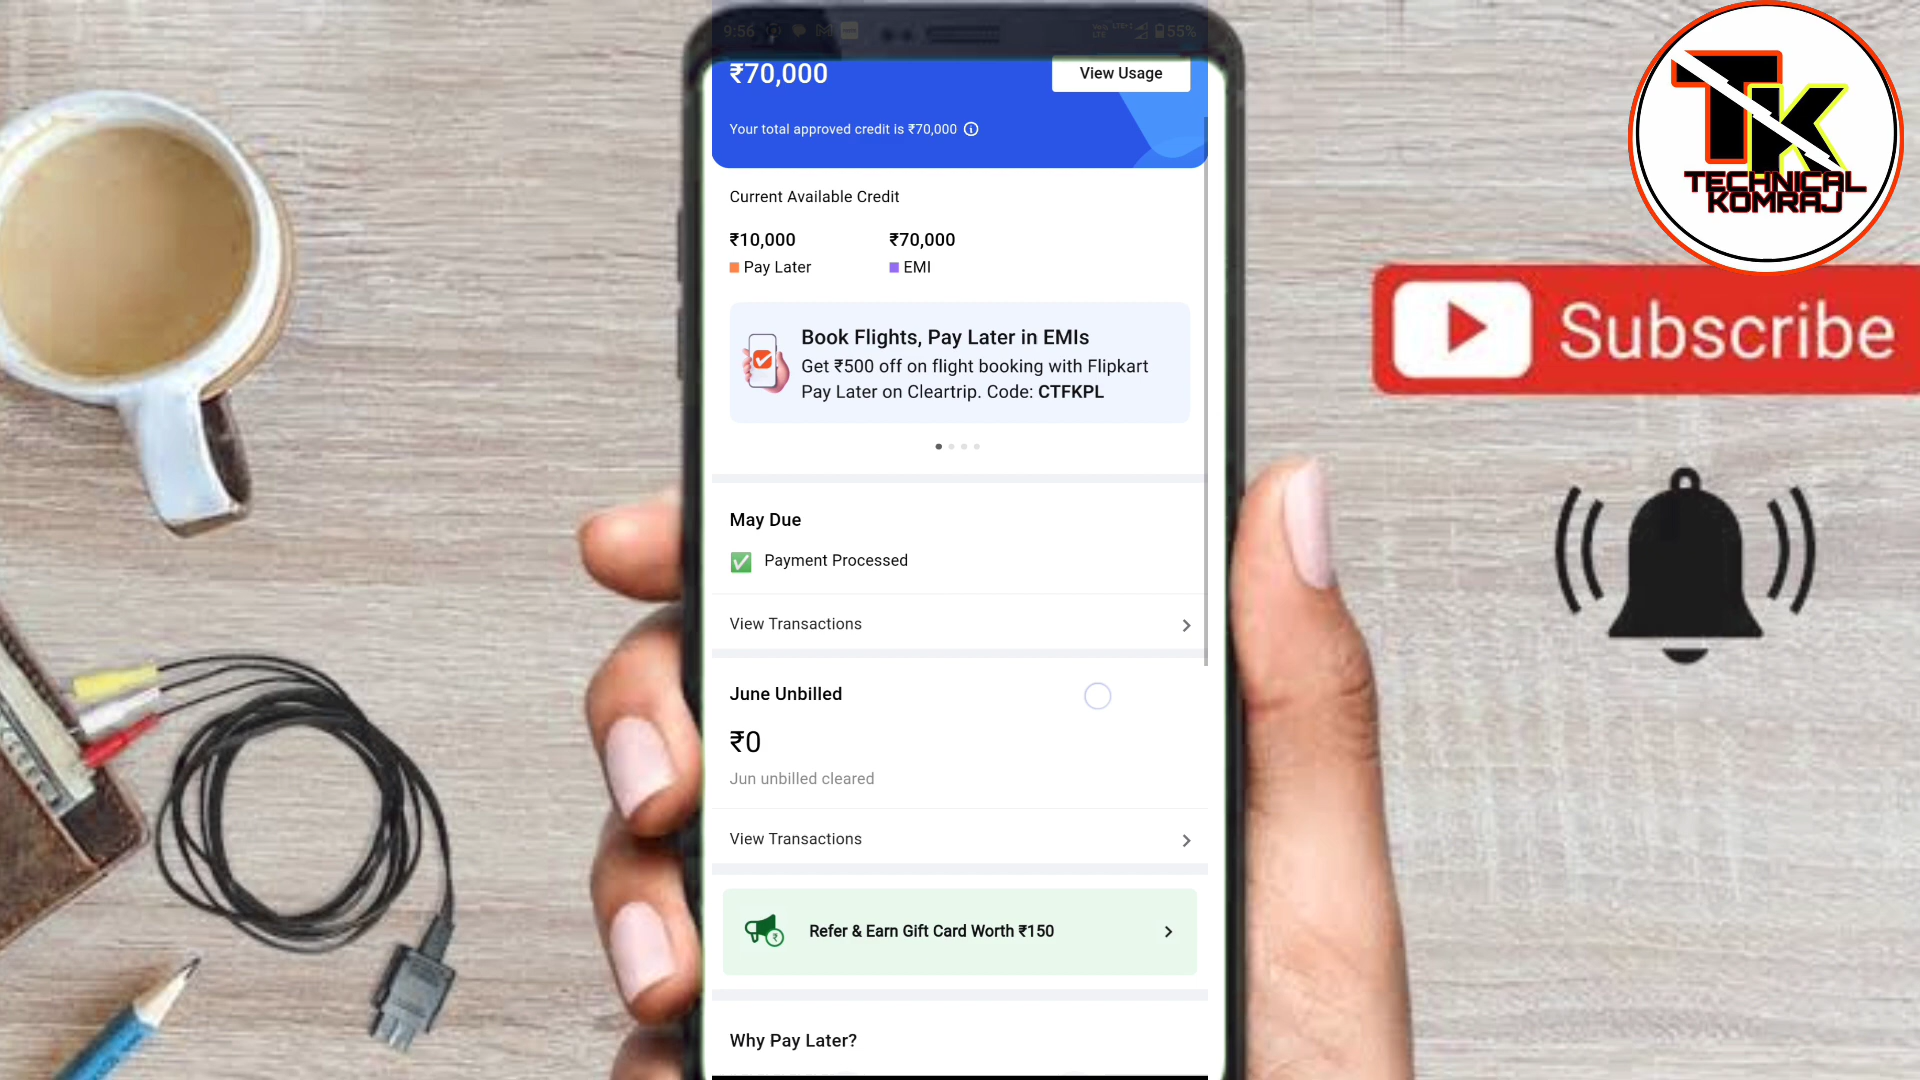 9:56
55%
₹70,000
View Usage
Your total approved credit is ₹70,000
Current Available Credit
₹10,000
₹70,000
Pay Later
EMI
Book Flights, Pay Later in EMIs
Get ₹500 off on flight booking with Flipkart
Pay Later on Cleartrip. Code: CTFKPL
May Due
Payment Processed
View Transactions
June Unbilled
₹0
Jun unbilled cleared
View Transactions
Refer & Earn Gift Card Worth ₹150
Why Pay Later?
TK
TECHNICAL
KOMRAJ
Subscribe